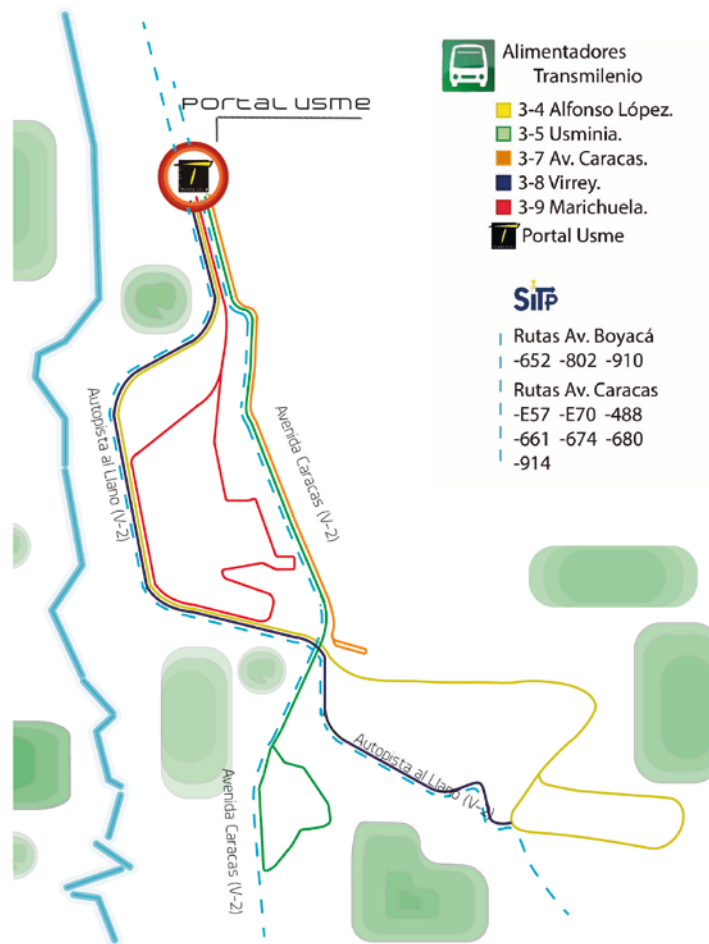 PORTAL USME
Alimentadores
Transmilenio
3-4 Alfonso López.
3-5 Usminia.
3-7 Av. Caracas.
3-8 Virrey.
3-9 Marichuela.
Portal Usme
SiTP
Rutas Av. Boyacá
-652 -802 -910
Rutas Av. Caracas
-E57 -E70 -488
-661 -674 -680
-914
Autopista al Llano (V-2)
Avenida Caracas (V-2)
Autopista al Llano (V-2)
Avenida Caracas (V-2)